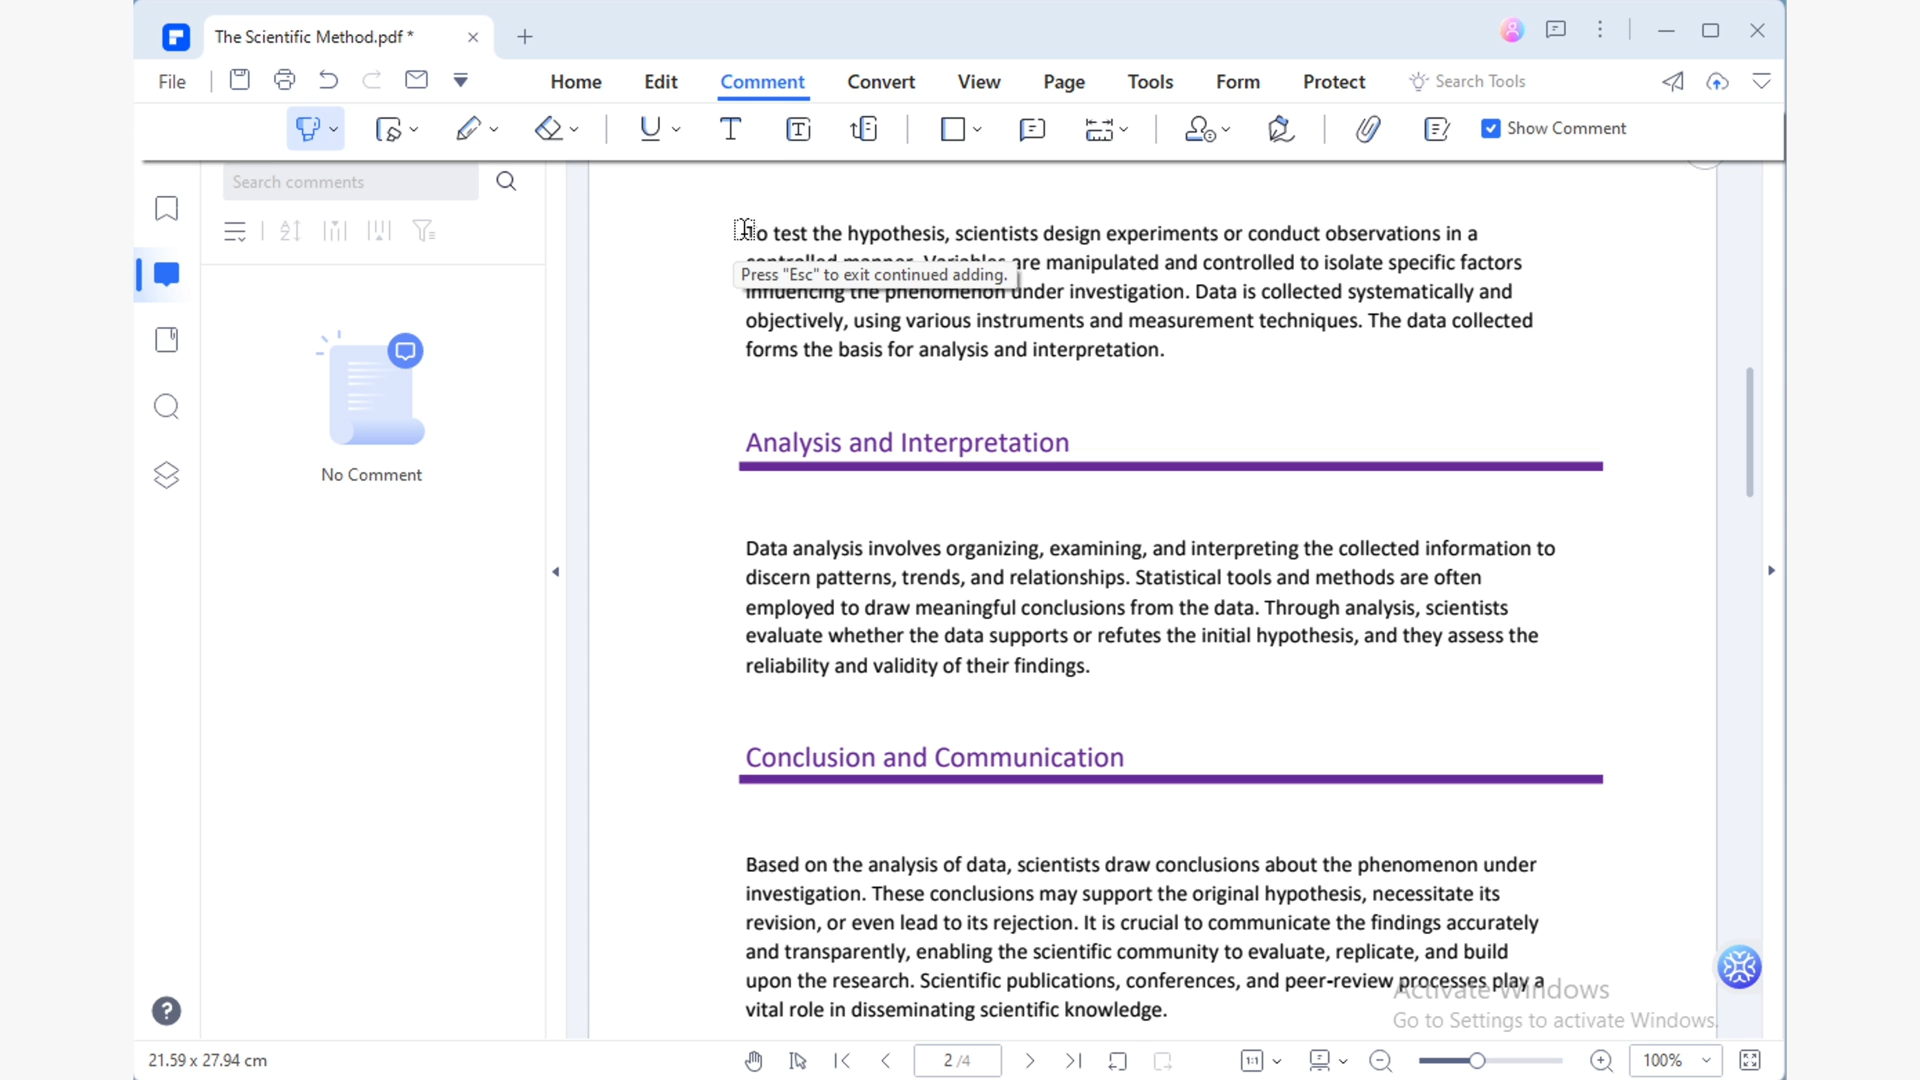 The Scientific Method.pdf *
File
Home Edit Comment Convert View Page Tools Form Protect Search Tools
Show Comment
Search comments
No Comment
o test the hypothesis, scientists design experiments or conduct observations in a
controlled manner. Variables are manipulated and controlled to isolate specific factors
Press "Esc" to exit continued adding.
influencing the phenomenon under investigation. Data is collected systematically and
objectively, using various instruments and measurement techniques. The data collected
forms the basis for analysis and interpretation.
Analysis and Interpretation
Data analysis involves organizing, examining, and interpreting the collected information to
discern patterns, trends, and relationships. Statistical tools and methods are often
employed to draw meaningful conclusions from the data. Through analysis, scientists
evaluate whether the data supports or refutes the initial hypothesis, and they assess the
reliability and validity of their findings.
Conclusion and Communication
Based on the analysis of data, scientists draw conclusions about the phenomenon under
investigation. These conclusions may support the original hypothesis, necessitate its
revision, or even lead to its rejection. It is crucial to communicate the findings accurately
and transparently, enabling the scientific community to evaluate, replicate, and build
upon the research. Scientific publications, conferences, and peer-review processes play a
vital role in disseminating scientific knowledge.
Activate Windows
Go to Settings to activate Windows.
21.59 x 27.94 cm
2 /4
1:1
100%